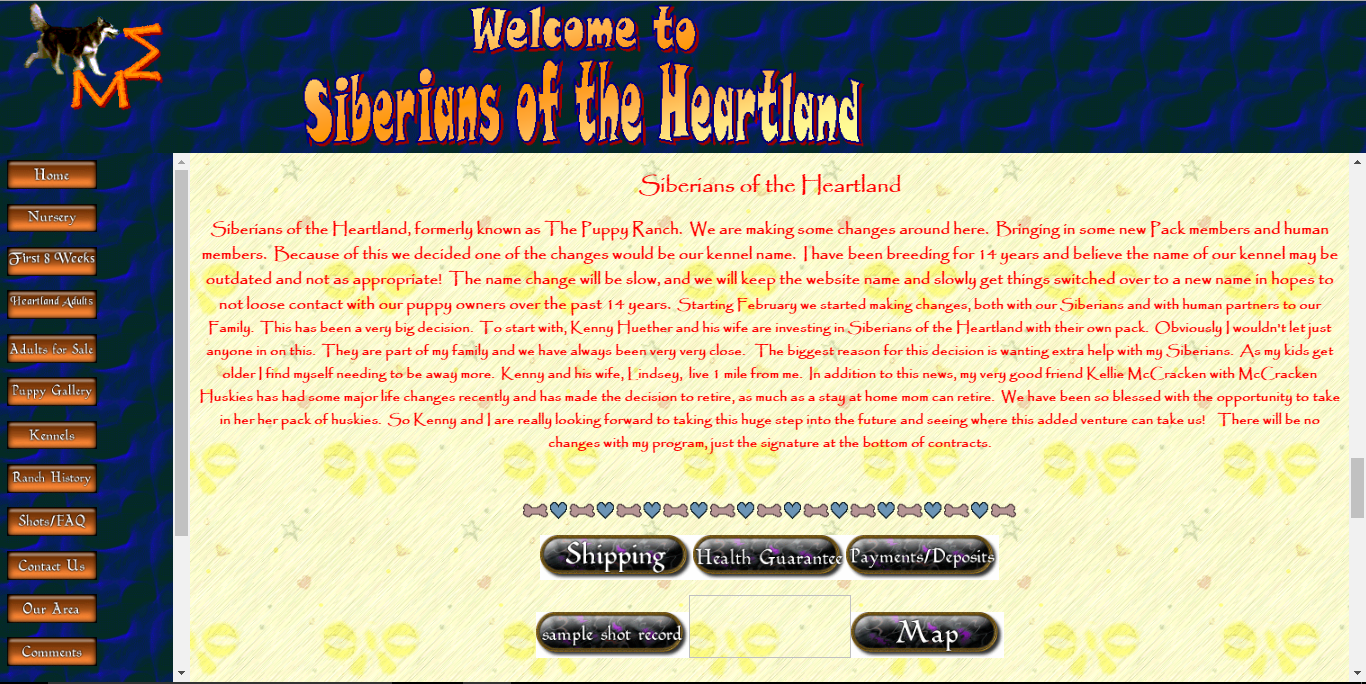 Welcome to
Siberians of the Heartland
Home
Nursery
First 8 Weeks
Heartland Adults
Adults for Sale
Puppy Gallery
Kennels
Ranch History
Shots/FAQ
Contact Us
Our Area
Comments
Siberians of the Heartland
Siberians of the Heartland, formerly known as The Puppy Ranch. We are making some changes around here. Bringing in some new Pack members and human
members. Because of this we decided one of the changes would be our kennel name. I have been breeding for 14 years and believe the name of our kennel may be
outdated and not as appropriate! The name change will be slow, and we will keep the website name and slowly get things switched over to a new name in hopes to
not loose contact with our puppy owners over the past 14 years. Starting February we started making changes, both with our Siberians and with human partners to our
Family. This has been a very big decision. To start with, Kenny Huether and his wife are investing in Siberians of the Heartland with their own pack. Obviously I wouldn't let just
anyone in on this. They are part of my family and we have always been very very close. The biggest reason for this decision is wanting extra help with my Siberians. As my kids get
older I find myself needing to be away more. Kenny and his wife, Lindsey, live 1 mile from me. In addition to this news, my very good friend Kellie McCracken with McCracken
Huskies has had some major life changes recently and has made the decision to retire, as much as a stay at home mom can retire. We have been so blessed with the opportunity to take
in her her pack of huskies. So Kenny and I are really looking forward to taking this huge step into the future and seeing where this added venture can take us! There will be no
changes with my program, just the signature at the bottom of contracts.
Shipping
Health Guarantee
Payments/Deposits
sample shot record
Map